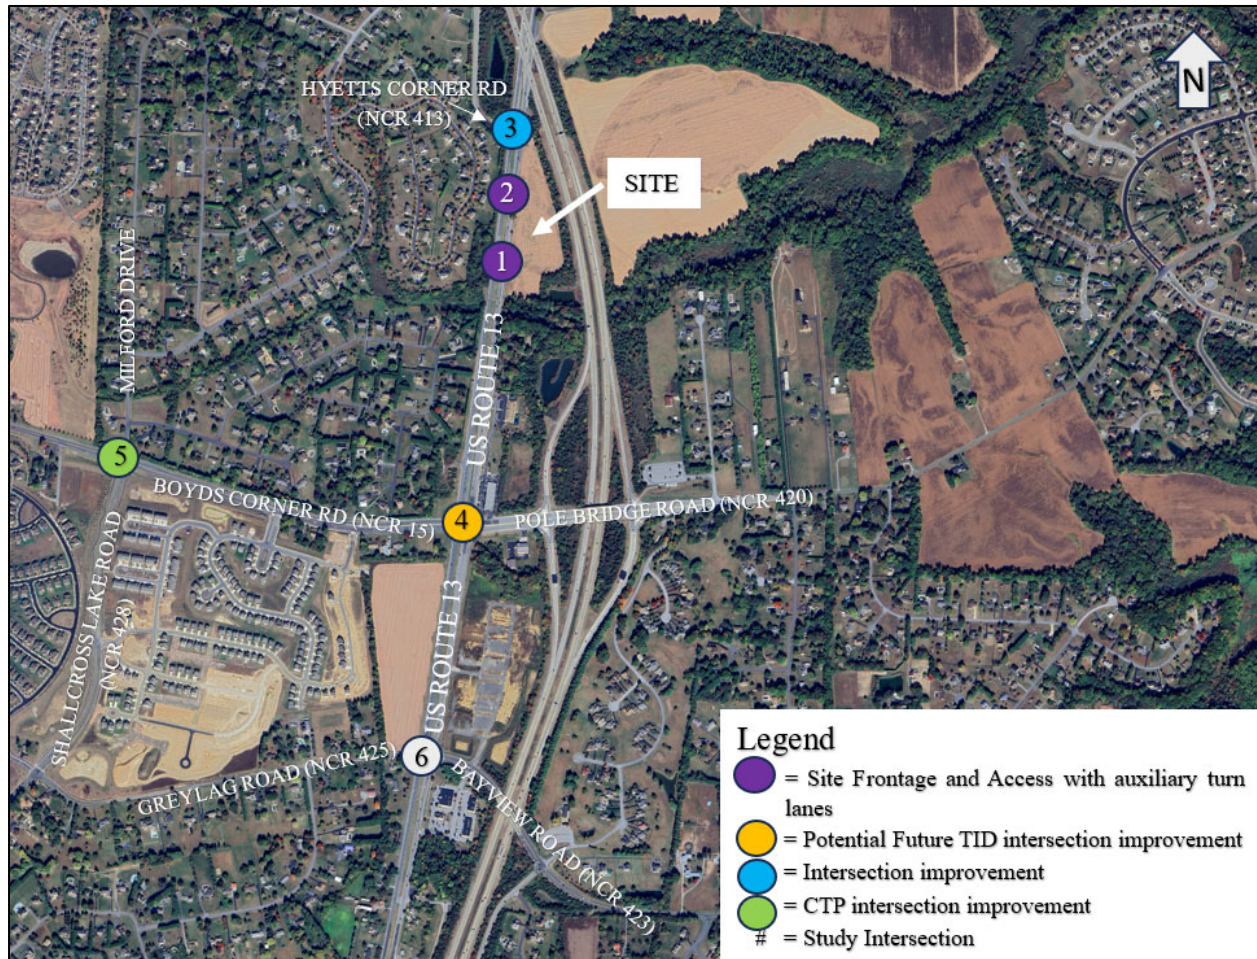 N
HYETTS CORNER RD
(NCR 413)
3
2
SITE
1
MILFORD DRIVE
US ROUTE 13
5
BOYDS CORNER RD (NCR 15)
4
POLE BRIDGE ROAD (NCR 420)
SHALLCROSS LAKE ROAD
(NCR 428)
US ROUTE 13
6
GREYLAG ROAD (NCR 425)
BAYVIEW ROAD (NCR 423)
Legend
= Site Frontage and Access with auxiliary turn
lanes
= Potential Future TID intersection improvement
= Intersection improvement
= CTP intersection improvement
# = Study Intersection